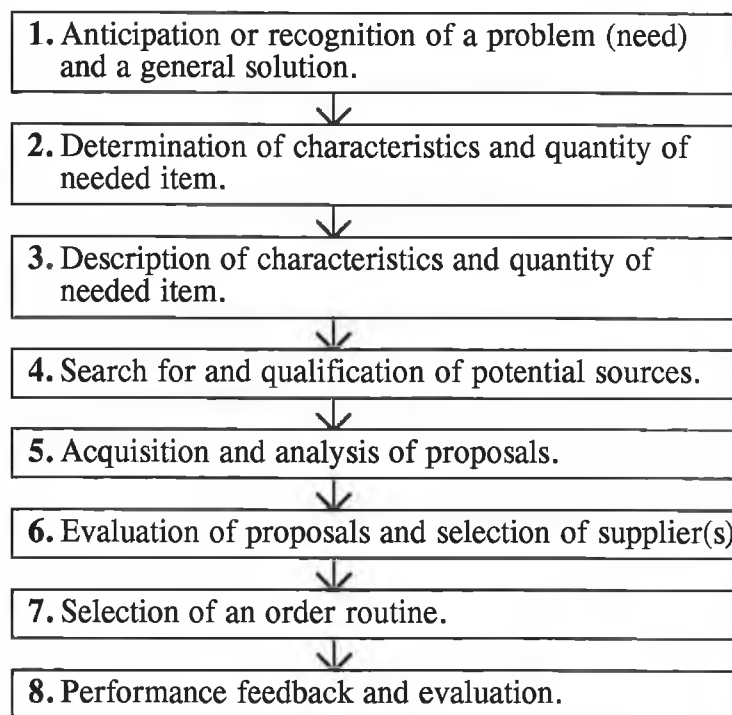 1. Anticipation or recognition of a problem (need)
and a general solution.
2. Determination of characteristics and quantity of
needed item.
3. Description of characteristics and quantity of
needed item.
4. Search for and qualification of potential sources.
5. Acquisition and analysis of proposals.
6. Evaluation of proposals and selection of supplier(s)
7. Selection of an order routine.
8. Performance feedback and evaluation.